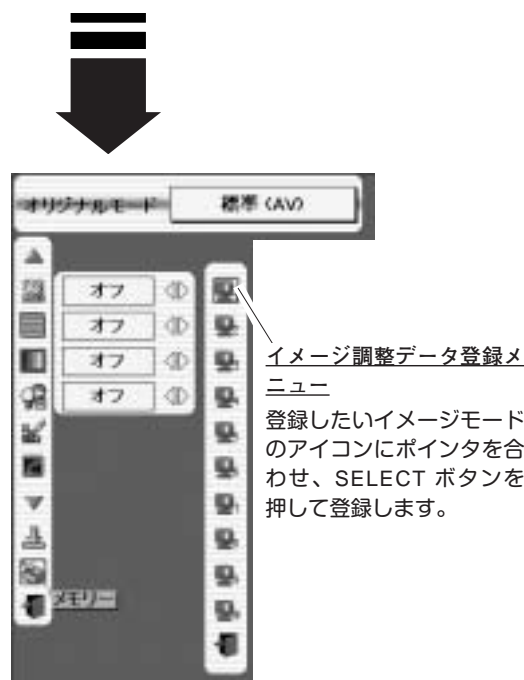 オリジナルモード 標準 (AV)
オフ
オフ
オフ
オフ
メモリー
イメージ調整データ登録メ
ニュー
登録したいイメージモード
のアイコンにポインタを合
わせ、SELECT ボタンを
押して登録します。